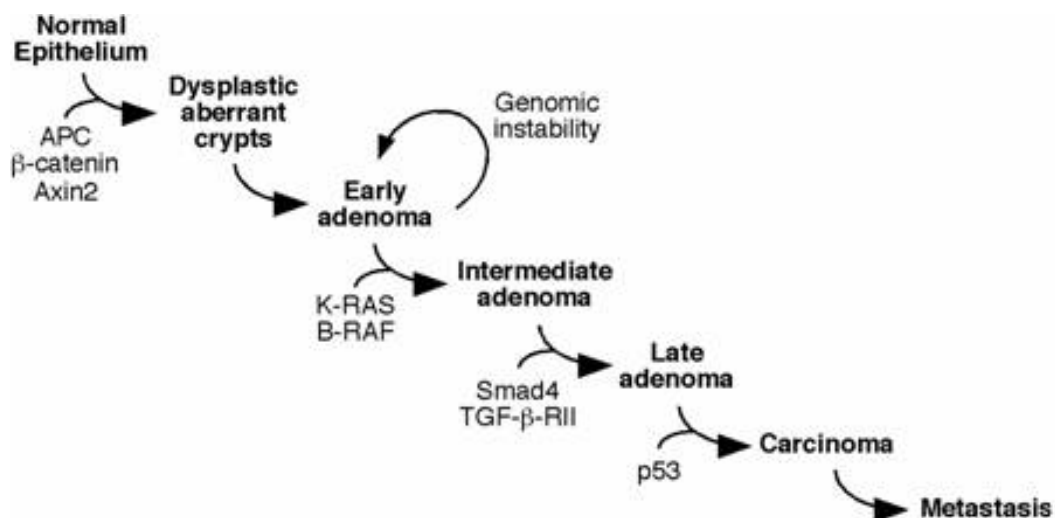 Normal
Epithelium
Dysplastic
aberrant
crypts
Genomic
instability
APC
β-catenin
Axin2
Early
adenoma
Intermediate
adenoma
K-RAS
B-RAF
Late
adenoma
Smad4
TGF-β-RII
Carcinoma
p53
Metastasis